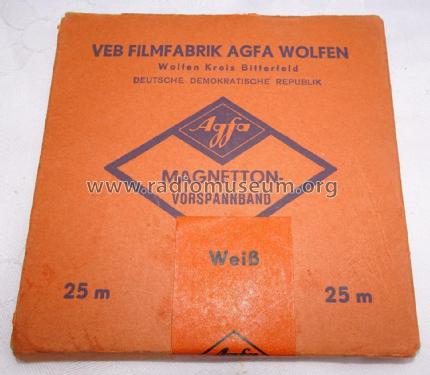 VEB FILMFABRIK AGFA WOLFEN
Wolfen Kreis Bitterfeld
DEUTSCHE DEMOKRATISCHE REPUBLIK
Agfa
MAGNETTON-
www.radiomuseum.org
VORSPANNBAND
Weiß
25 m
25 m
Agfa